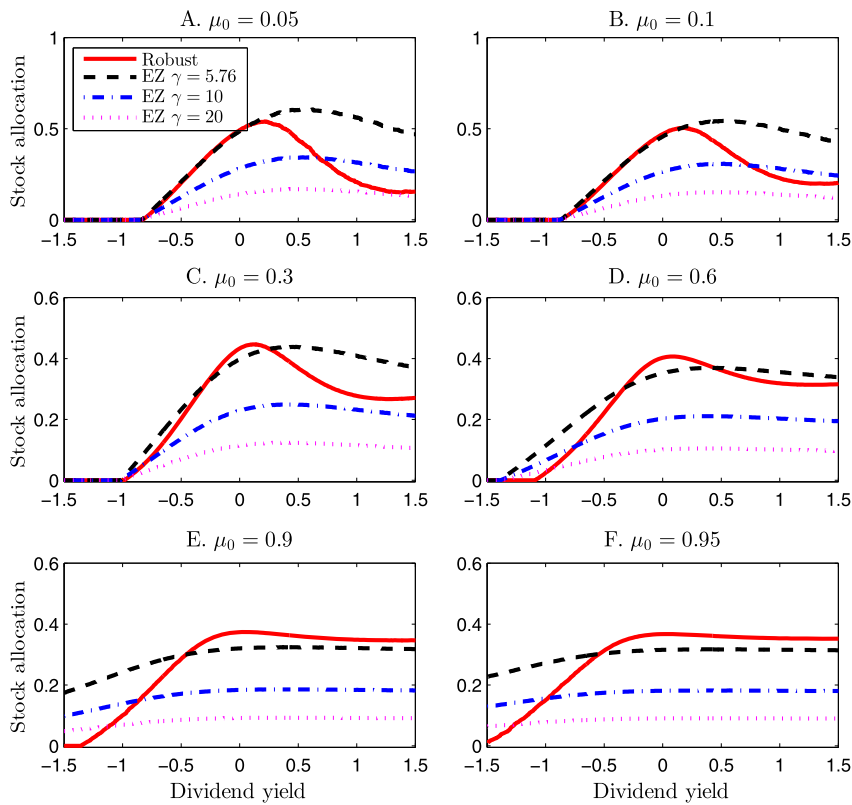 A. μ₀ = 0.05
B. μ₀ = 0.1
Stock allocation
1
0.5
0
Robust
EZ γ = 5.76
EZ γ = 10
EZ γ = 20
−1.5 −1 −0.5 0 0.5 1 1.5
1
0.5
0
−1.5 −1 −0.5 0 0.5 1 1.5
C. μ₀ = 0.3
D. μ₀ = 0.6
Stock allocation
0.6
0.4
0.2
0
−1.5 −1 −0.5 0 0.5 1 1.5
0.6
0.4
0.2
0
−1.5 −1 −0.5 0 0.5 1 1.5
E. μ₀ = 0.9
F. μ₀ = 0.95
Stock allocation
0.6
0.4
0.2
0
−1.5 −1 −0.5 0 0.5 1 1.5
Dividend yield
0.6
0.4
0.2
0
−1.5 −1 −0.5 0 0.5 1 1.5
Dividend yield